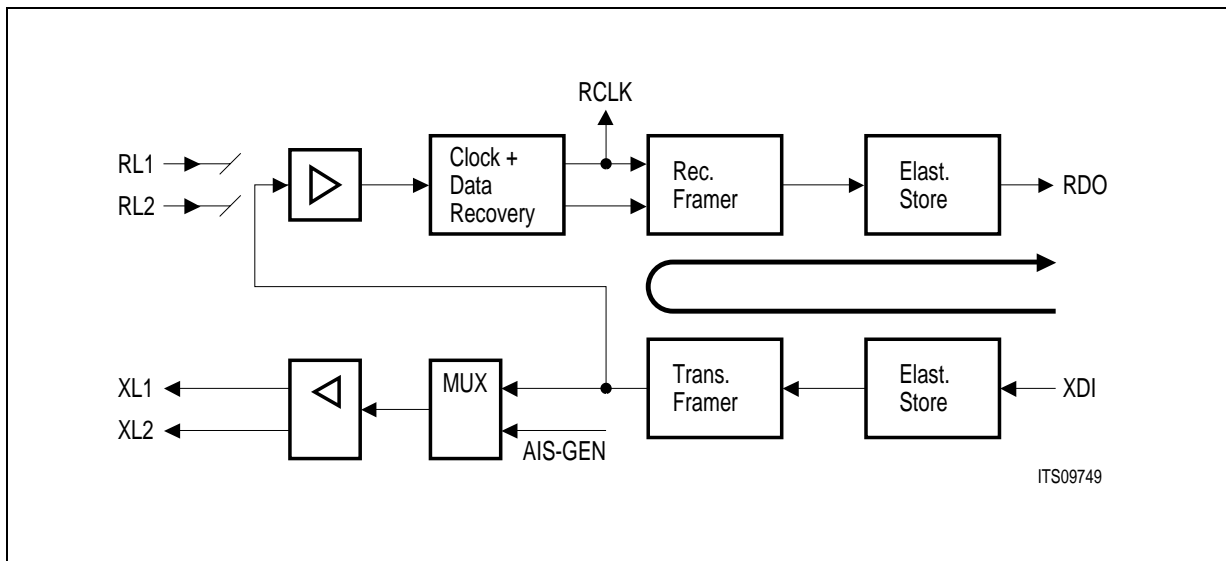 RCLK
RL1
RL2
Clock +
Data
Recovery
Rec.
Framer
Elast.
Store
RDO
XL1
XL2
MUX
AIS-GEN
Trans.
Framer
Elast.
Store
XDI
ITS09749